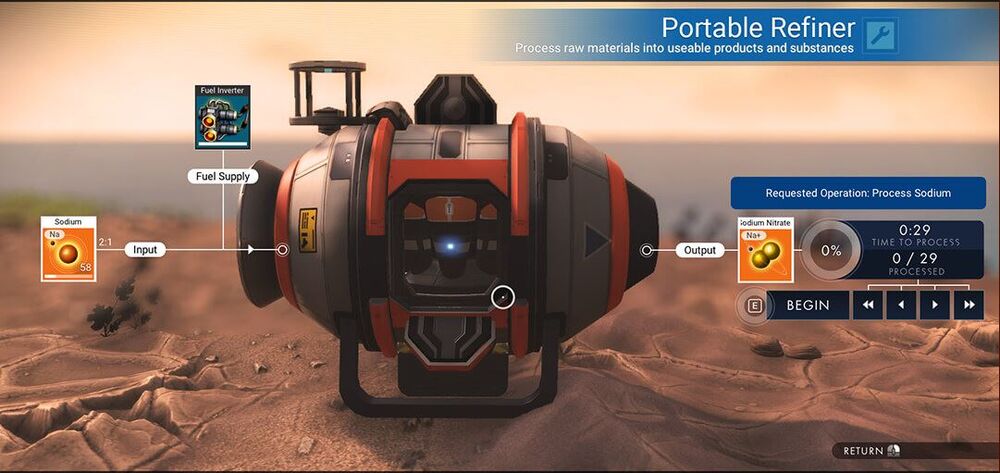 Portable Refiner
Process raw materials into useable products and substances
Fuel Inverter
Fuel Supply
Requested Operation: Process Sodium
Sodium
Na
58
2:1
Input
Output
odium Nitrate
Na+
0%
0:29
TIME TO PROCESS
0 / 29
PROCESSED
E
BEGIN
RETURN